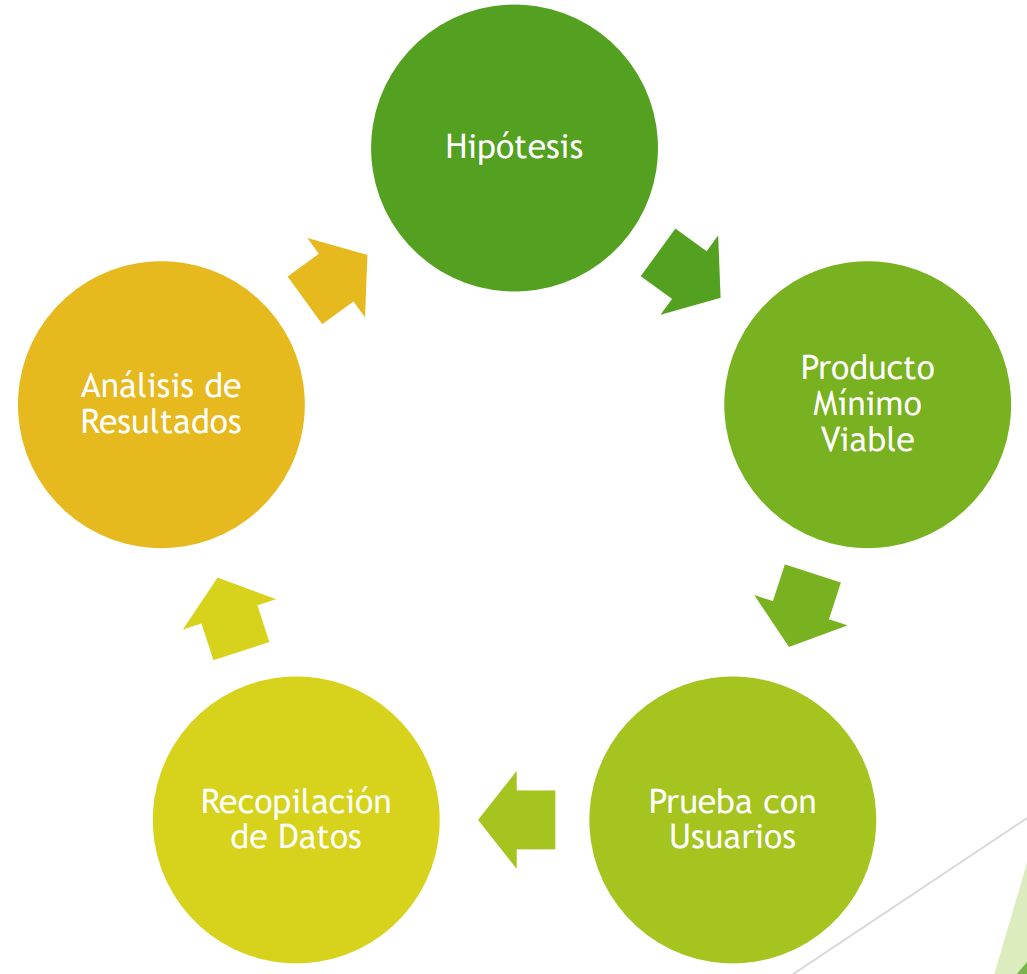 Hipótesis
Producto
Mínimo
Viable
Prueba con
Usuarios
Recopilación
de Datos
Análisis de
Resultados